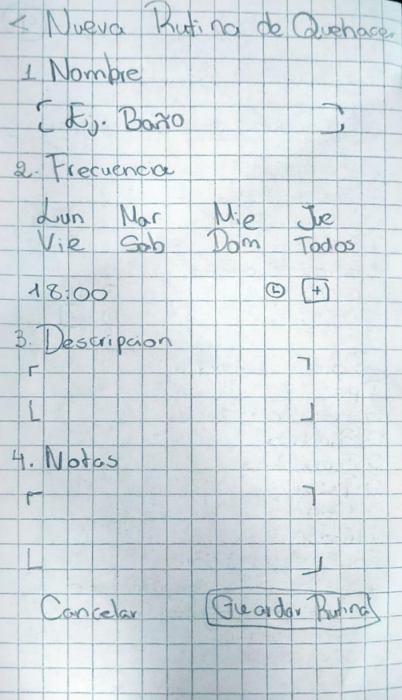 < Nueva Rutina de Quehace.
1 Nombre
[ Ej. Baño ]
2. Frecuencia
Lun Mar Mie Jue
Vie Sab Dom Todos
18:00 [+]
3. Descripcion
4. Notas
Cancelar Guardar Rutina